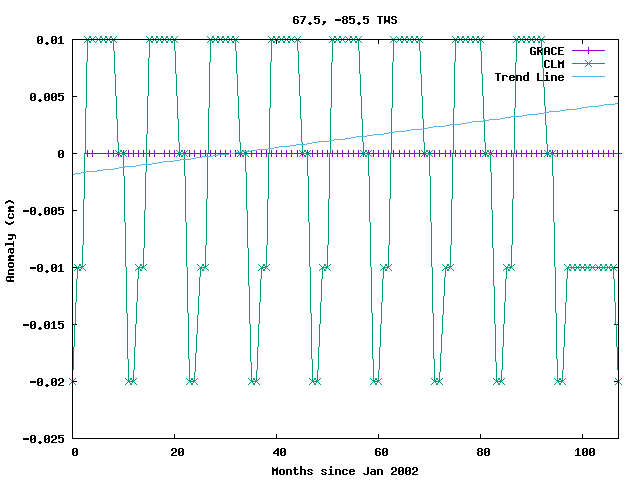 67.5, -85.5 TWS
GRACE
CLM
Trend Line
0.01
0.005
0
-0.005
-0.01
-0.015
-0.02
-0.025
Anomaly (cm)
0 20 40 60 80 100
Months since Jan 2002